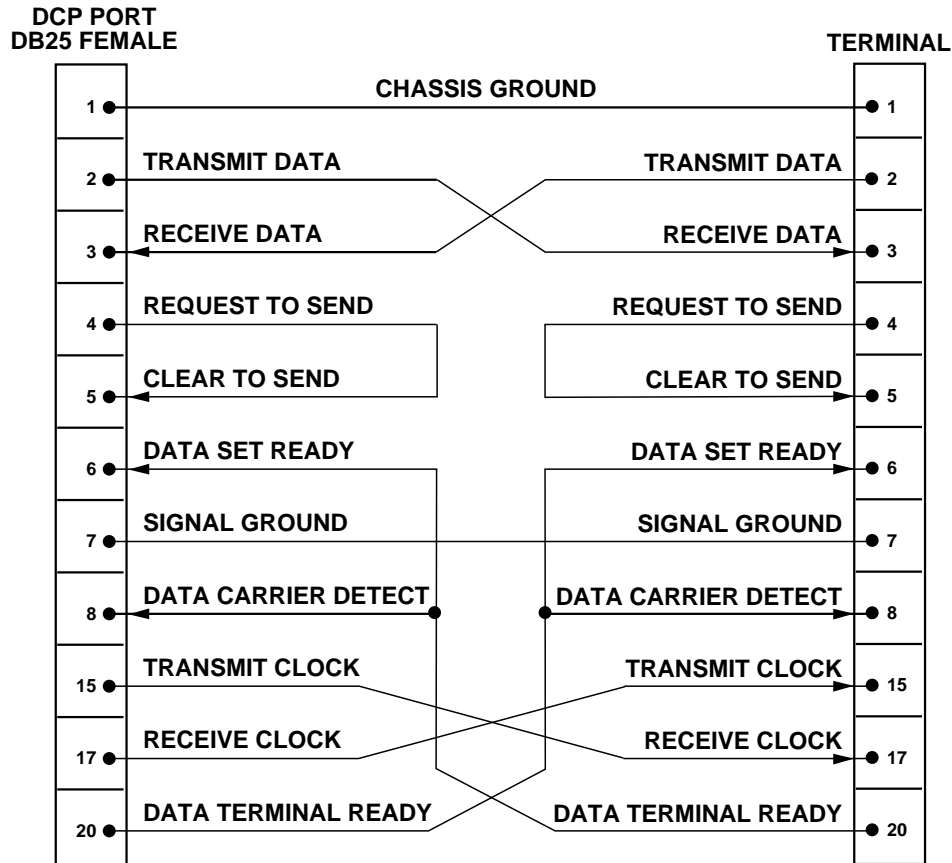 DCP PORT
DB25 FEMALE
TERMINAL
CHASSIS GROUND
1 1
TRANSMIT DATA TRANSMIT DATA
2 2
RECEIVE DATA RECEIVE DATA
3 3
REQUEST TO SEND REQUEST TO SEND
4 4
CLEAR TO SEND CLEAR TO SEND
5 5
DATA SET READY DATA SET READY
6 6
SIGNAL GROUND SIGNAL GROUND
7 7
DATA CARRIER DETECT DATA CARRIER DETECT
8 8
TRANSMIT CLOCK TRANSMIT CLOCK
15 15
RECEIVE CLOCK RECEIVE CLOCK
17 17
DATA TERMINAL READY DATA TERMINAL READY
20 20